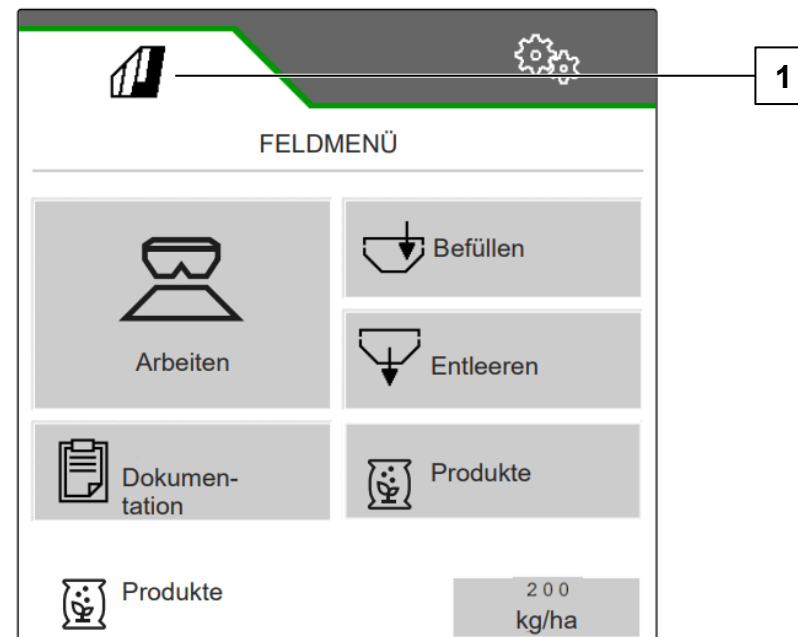 1
FELDMENÜ
Befüllen
Arbeiten
Entleeren
Dokumen-
tation
Produkte
Produkte
200
kg/ha